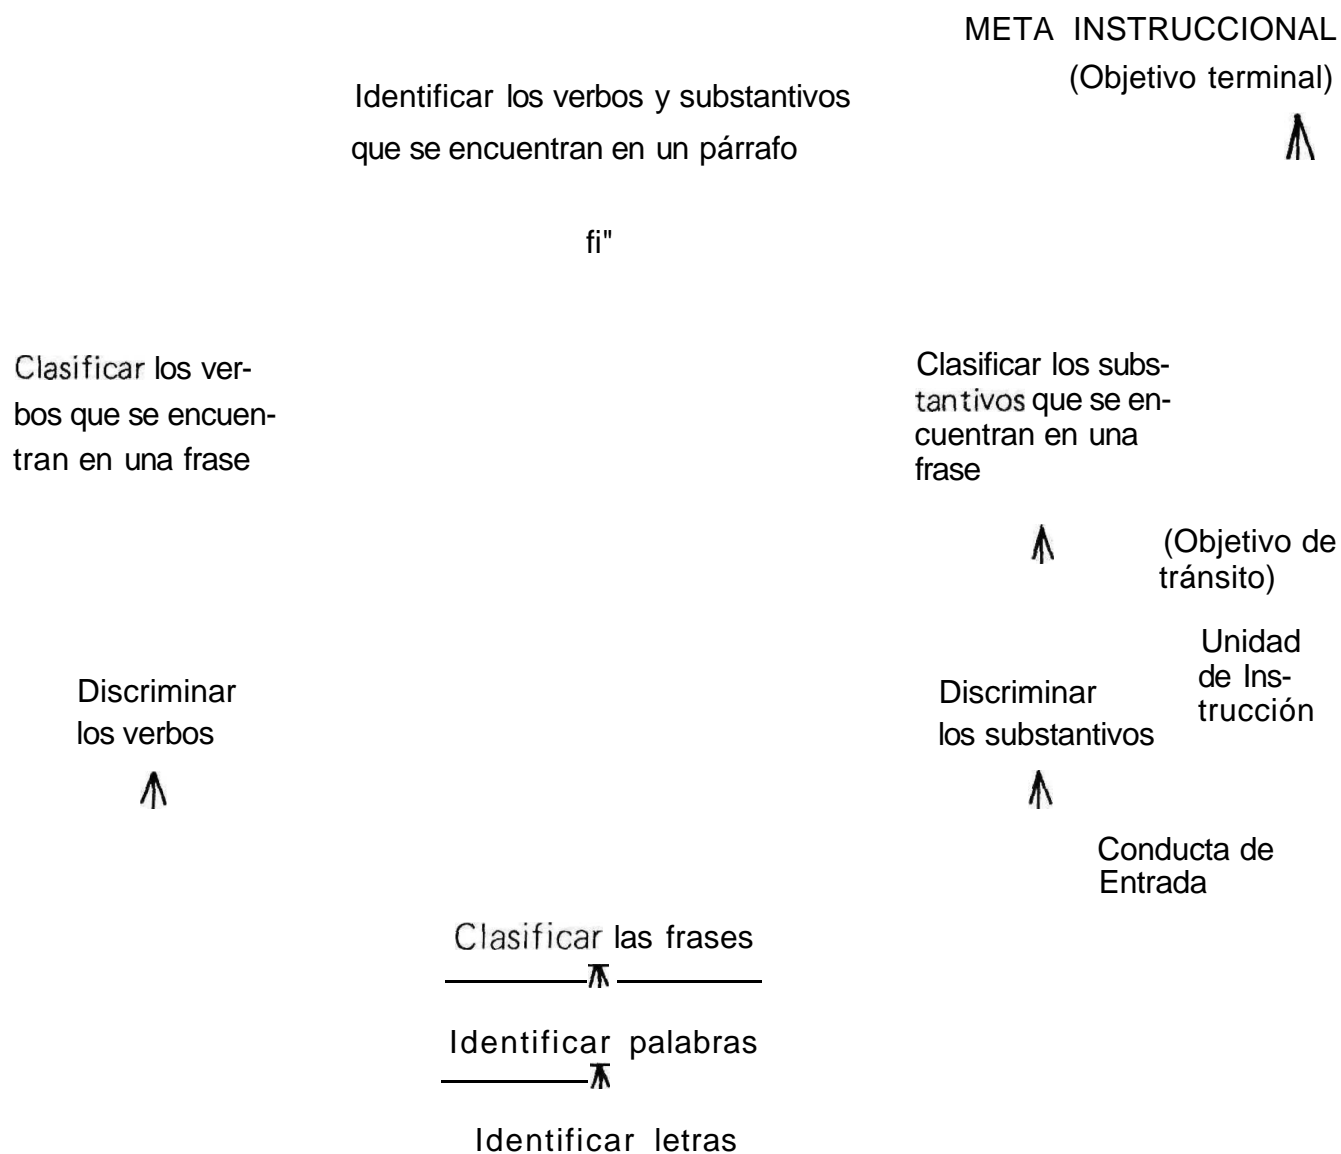 META INSTRUCCIONAL
(Objetivo terminal)
Identificar los verbos y substantivos
que se encuentran en un párrafo
fi"
Clasificar los ver-
bos que se encuen-
tran en una frase
Clasificar los subs-
tantivos que se en-
cuentran en una
frase
(Objetivo de
tránsito)
Unidad
de Ins-
trucción
Discriminar
los verbos
Discriminar
los substantivos
Conducta de
Entrada
Clasificar las frases
Identificar palabras
Identificar letras